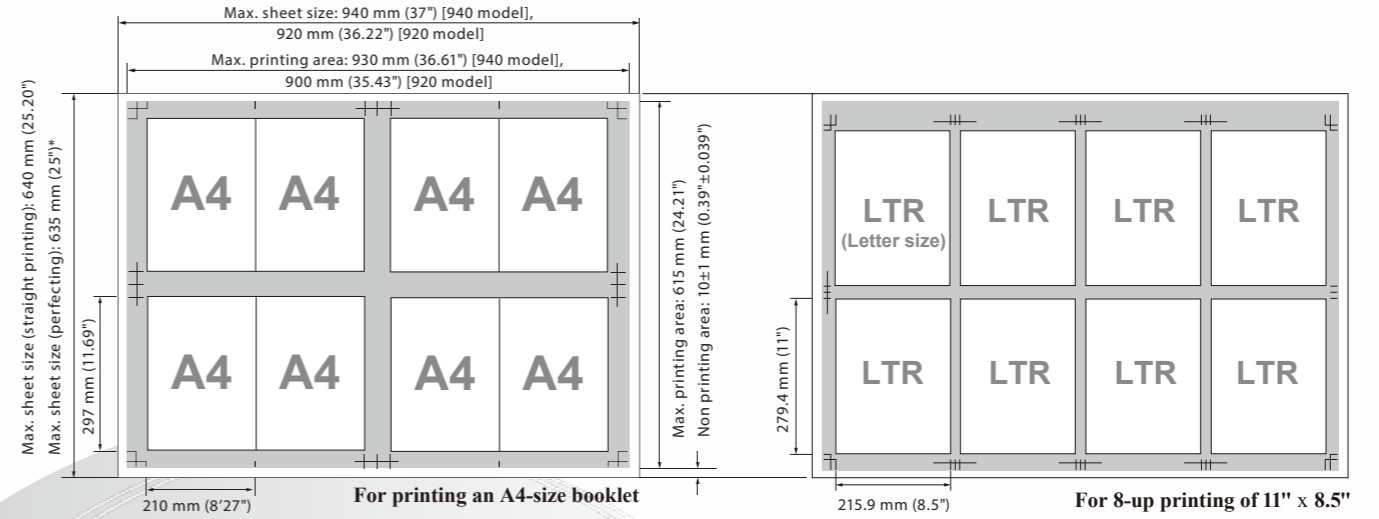 Max. sheet size: 940 mm (37") [940 model],
920 mm (36.22") [920 model]
Max. printing area: 930 mm (36.61") [940 model],
900 mm (35.43") [920 model]
Max. sheet size (straight printing): 640 mm (25.20")
Max. sheet size (perfecting): 635 mm (25")*
297 mm (11.69")
A4 A4 A4 A4
A4 A4 A4 A4
210 mm (8’27")
For printing an A4-size booklet
Max. printing area: 615 mm (24.21")
Non printing area: 10±1 mm (0.39"±0.039")
LTR LTR LTR LTR
(Letter size)
LTR LTR LTR LTR
279.4 mm (11")
215.9 mm (8.5")
For 8-up printing of 11" x 8.5"